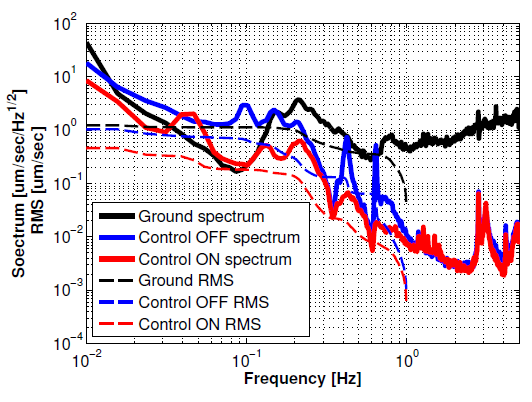 10^2
10^1
10^0
10^-1
10^-2
10^-3
10^-4
Soectrum [um/sec/Hz^1/2]
RMS [um/sec]
Ground spectrum
Control OFF spectrum
Control ON spectrum
Ground RMS
Control OFF RMS
Control ON RMS
10^-2 10^-1 10^0
Frequency [Hz]